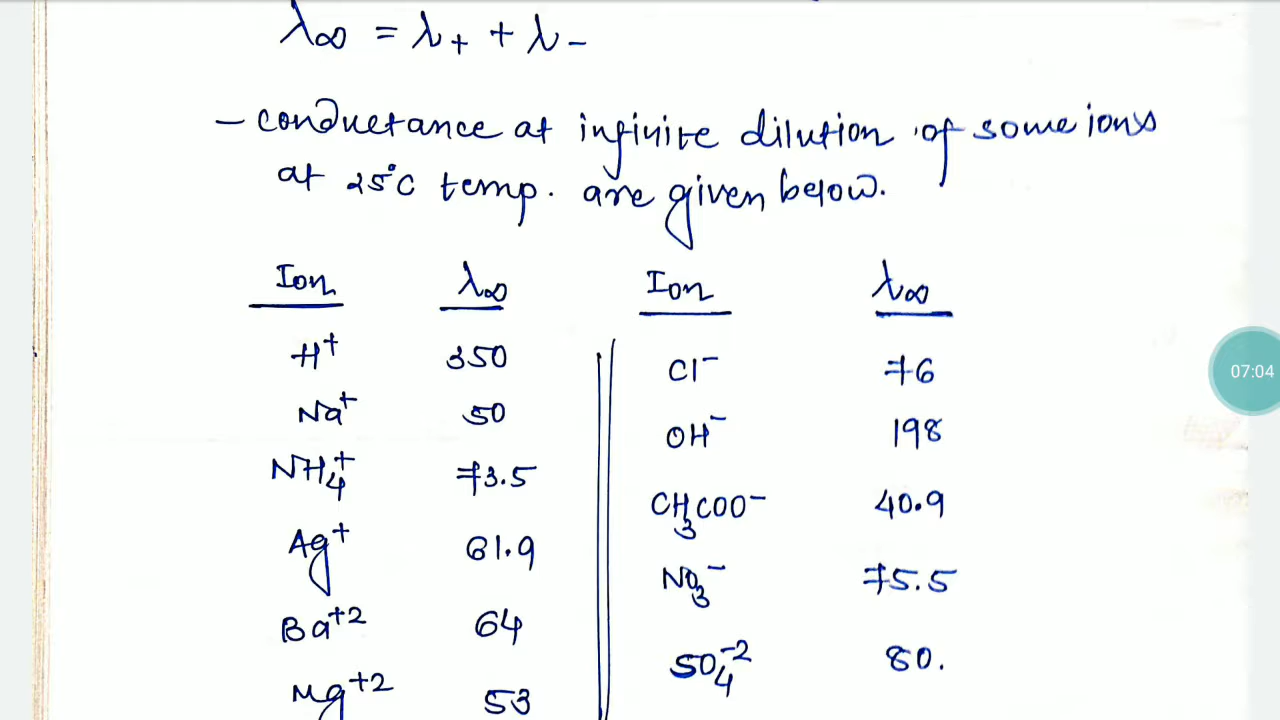 λ∞ = λ+ + λ-
- conductance at infinite dilution of some ions
at 25°C temp. are given below.
Ion λ∞ Ion λ∞
H⁺ 350 Cl⁻ 76
Na⁺ 50 OH⁻ 198
NH₄⁺ 73.5 CH₃COO⁻ 40.9
Ag⁺ 61.9 NO₃⁻ 75.5
Ba⁺² 64 SO₄⁻² 80.
Mg⁺² 53
07:04